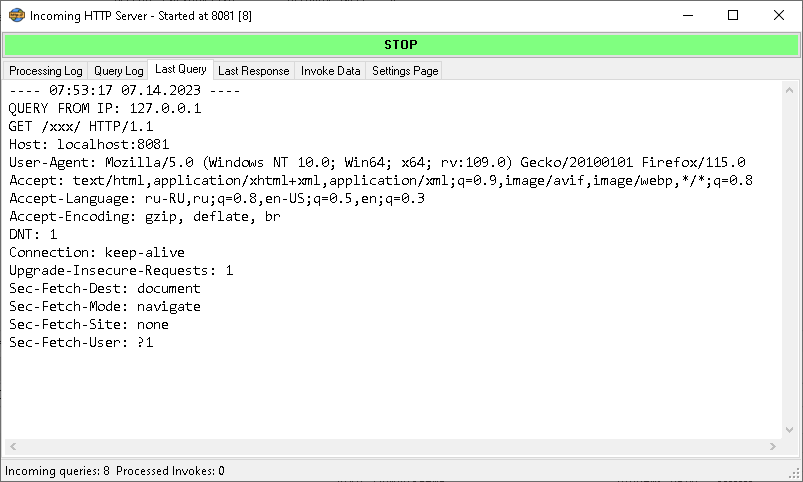 Incoming HTTP Server - Started at 8081 [8]
STOP
Processing Log Query Log Last Query Last Response Invoke Data Settings Page
---- 07:53:17 07.14.2023 ----
QUERY FROM IP: 127.0.0.1
GET /xxx/ HTTP/1.1
Host: localhost:8081
User-Agent: Mozilla/5.0 (Windows NT 10.0; Win64; x64; rv:109.0) Gecko/20100101 Firefox/115.0
Accept: text/html,application/xhtml+xml,application/xml;q=0.9,image/avif,image/webp,*/*;q=0.8
Accept-Language: ru-RU,ru;q=0.8,en-US;q=0.5,en;q=0.3
Accept-Encoding: gzip, deflate, br
DNT: 1
Connection: keep-alive
Upgrade-Insecure-Requests: 1
Sec-Fetch-Dest: document
Sec-Fetch-Mode: navigate
Sec-Fetch-Site: none
Sec-Fetch-User: ?1
Incoming queries: 8 Processed Invokes: 0